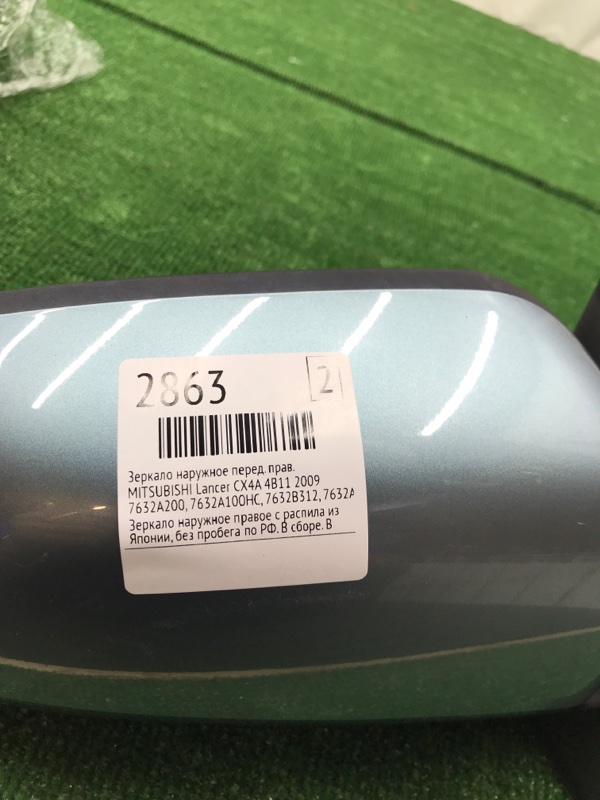 2863
2
Зеркало наружное перед. прав.
MITSUBISHI Lancer CX4A 4B11 2009
7632A200, 7632A100HC, 7632B312, 7632A
Зеркало наружное правое с распила из
Японии, без пробега по РФ. В сборе. В